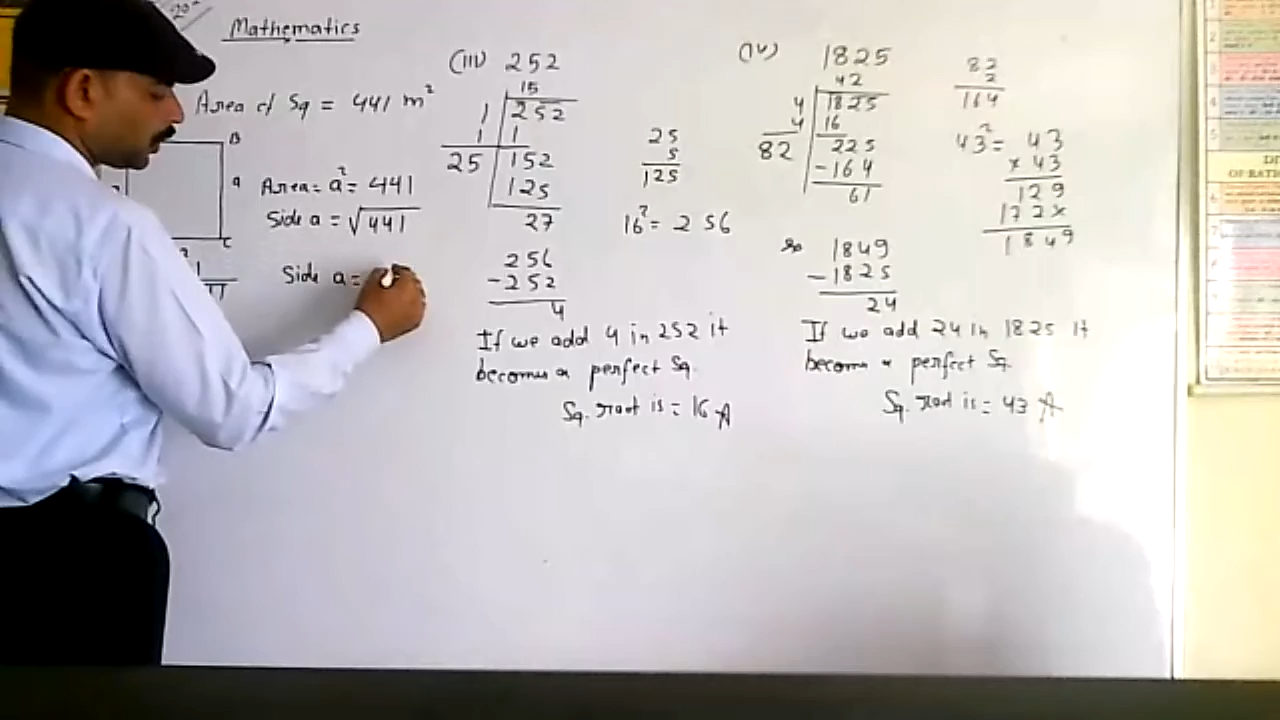 Mathematics
Area of Sq = 441 m²
B
a
C
Area = a² = 441
Side a = √441
Side a =
(iii) 252
15
1 252
1 1
25 152
125
27
25
5
125
16² = 256
256
-252
4
If we add 4 in 252 it
becomes a perfect Sq.
Sq. root is = 16 A
(iv) 1825
42
4 1825
4 16
82 225
-164
61
82
2
164
43² = 43
x 43
129
172x
1849
so 1849
-1825
24
If we add 24 in 1825 it
become a perfect Sq.
Sq. root is = 43 A